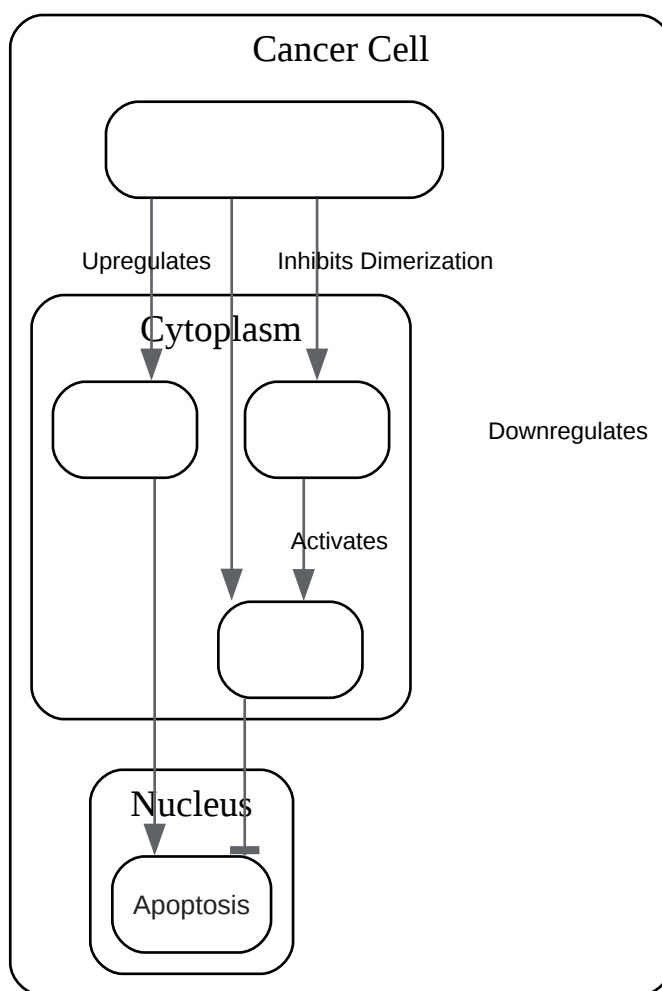 Cancer Cell
Upregulates
Inhibits Dimerization
Cytoplasm
Downregulates
Activates
Nucleus
Apoptosis